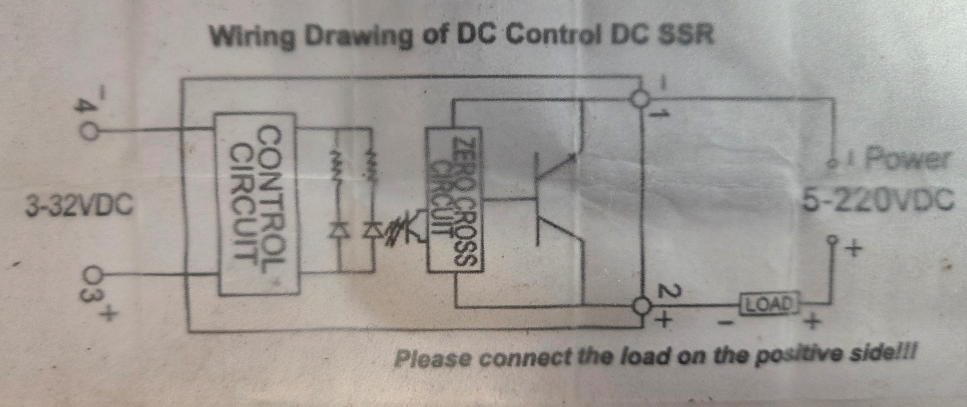 Wiring Drawing of DC Control DC SSR
- 4
3-32VDC
3 +
CONTROL
CIRCUIT
ZERO CROSS
CIRCUIT
- 1
2 +
- LOAD +
Power
5-220VDC
+
Please connect the load on the positive side!!!